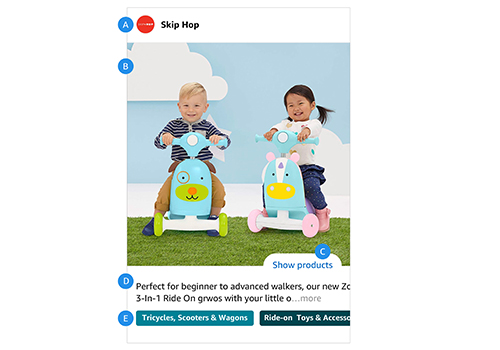 A
Skip Hop
B
C
Show products
D
Perfect for beginner to advanced walkers, our new Zo
3-In-1 Ride On grwos with your little o...more
E
Tricycles, Scooters & Wagons
Ride-on Toys & Accesso